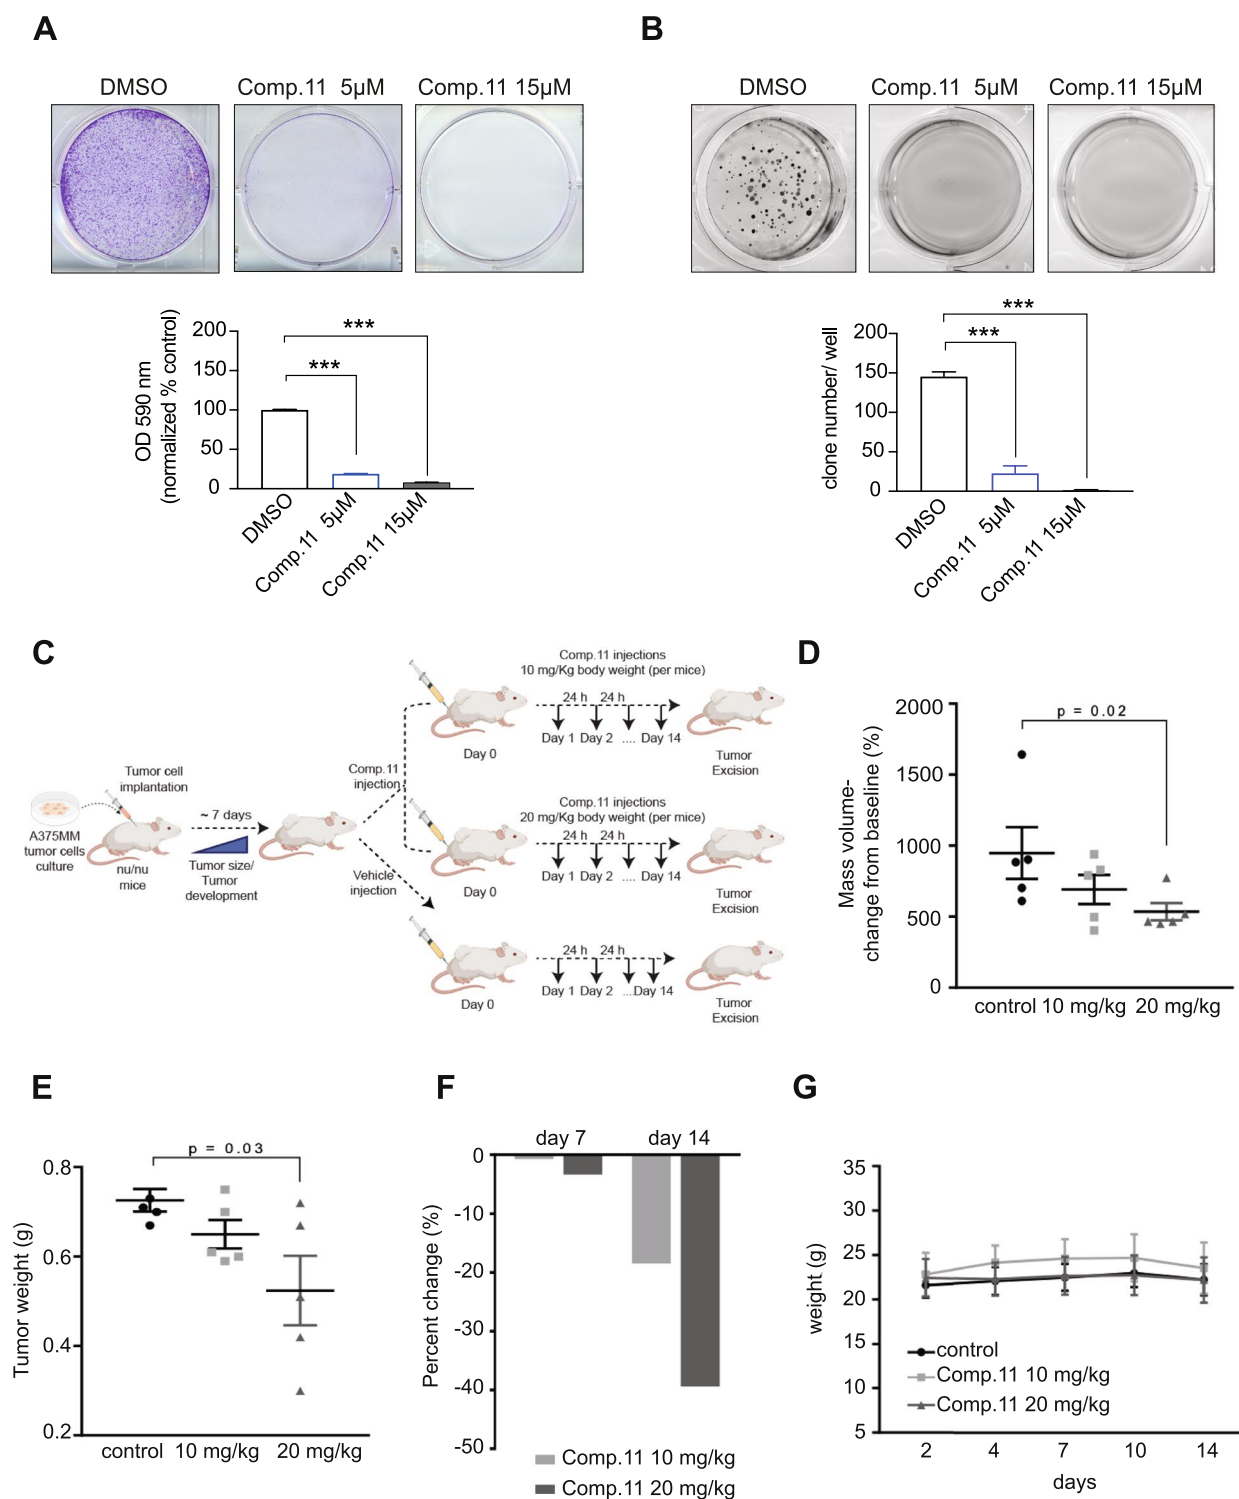 A
DMSO
Comp.11 5µM
Comp.11 15µM
200
150
100
50
0
OD 590 nm
(normalized % control)
***
***
DMSO
Comp.11 5µM
Comp.11 15µM
B
DMSO
Comp.11 5µM
Comp.11 15µM
200
150
100
50
0
clone number/ well
***
***
DMSO
Comp.11 5µM
Comp.11 15µM
C
A375MM
tumor cells
culture
Tumor cell
implantation
nu/nu
mice
~ 7 days
Tumor size/
Tumor
development
Comp.11
injection
Vehicle
injection
Comp.11 injections
10 mg/Kg body weight (per mice)
24 h 24 h
Day 0
Day 1 Day 2 .... Day 14
Tumor
Excision
Comp.11 injections
20 mg/Kg body weight (per mice)
24 h 24 h
Day 0
Day 1 Day 2 .... Day 14
Tumor
Excision
24 h 24 h
Day 0
Day 1 Day 2 ....Day 14
Tumor
Excision
D
2000
1500
1000
500
0
Mass volume-
change from baseline (%)
p = 0.02
control 10 mg/kg 20 mg/kg
E
0.8
0.6
0.4
0.2
Tumor weight (g)
p = 0.03
control 10 mg/kg 20 mg/kg
F
day 7 day 14
0
-10
-20
-30
-40
-50
Percent change (%)
Comp.11 10 mg/kg
Comp.11 20 mg/kg
G
35
30
25
20
15
10
5
weight (g)
control
Comp.11 10 mg/kg
Comp.11 20 mg/kg
2 4 7 10 14
days